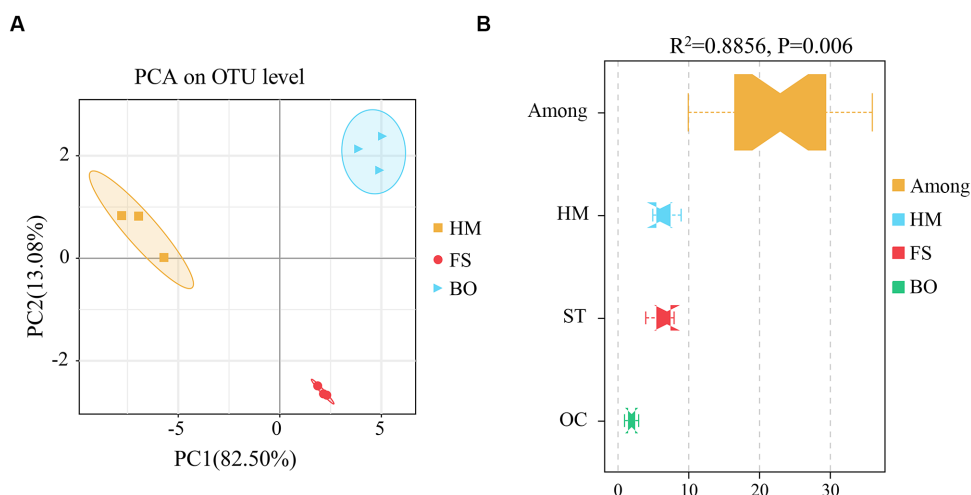 A
B
PCA on OTU level
PC2(13.08%)
2
0
-2
-5
0
5
PC1(82.50%)
HM
FS
BO
R²=0.8856, P=0.006
Among
HM
ST
OC
0
10
20
30
Among
HM
FS
BO